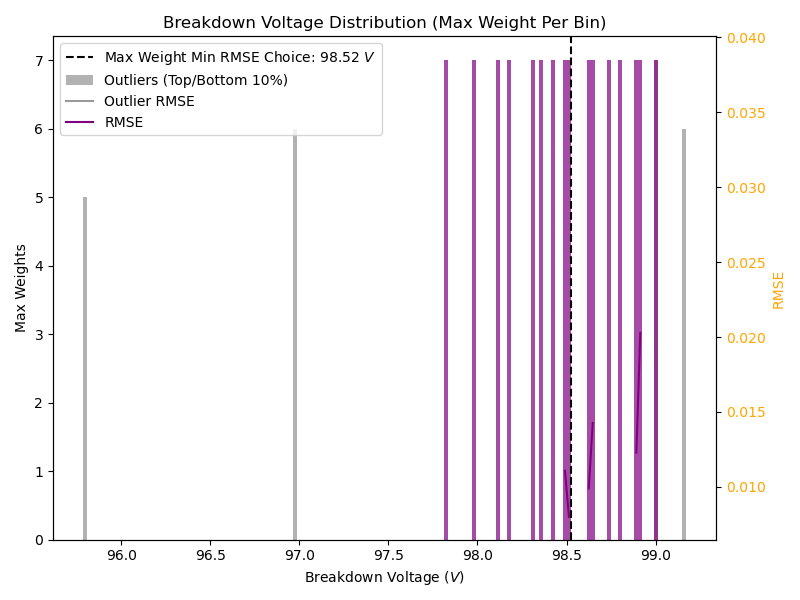 Breakdown Voltage Distribution (Max Weight Per Bin)
Max Weight Min RMSE Choice: 98.52 V
Outliers (Top/Bottom 10%)
Outlier RMSE
RMSE
Max Weights
7
6
5
4
3
2
1
0
0.040
0.035
0.030
0.025
0.020
0.015
0.010
RMSE
96.0 96.5 97.0 97.5 98.0 98.5 99.0
Breakdown Voltage (V)